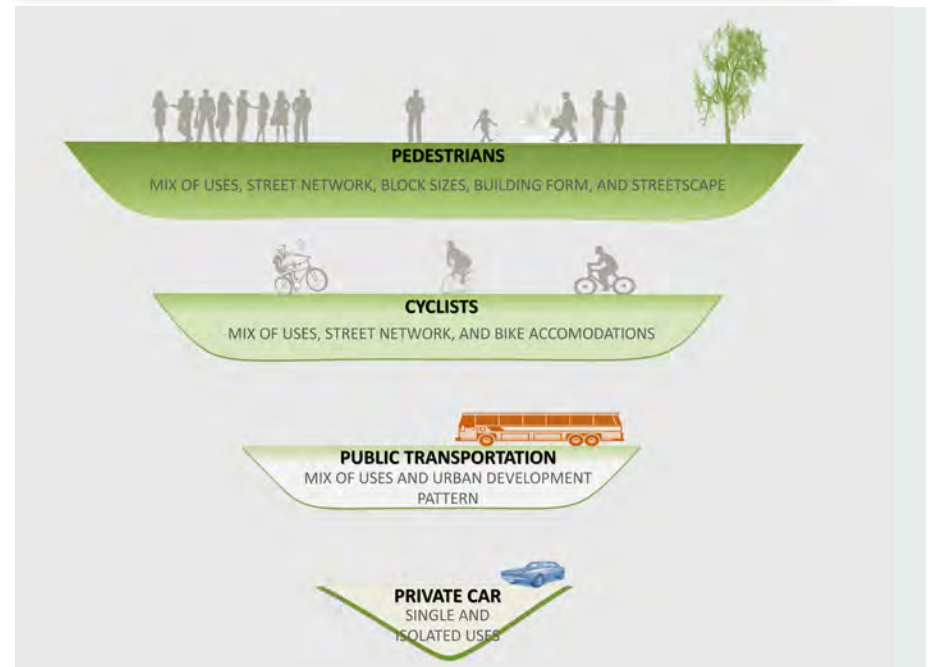 PEDESTRIANS
MIX OF USES, STREET NETWORK, BLOCK SIZES, BUILDING FORM, AND STREETSCAPE
CYCLISTS
MIX OF USES, STREET NETWORK, AND BIKE ACCOMODATIONS
PUBLIC TRANSPORTATION
MIX OF USES AND URBAN DEVELOPMENT
PATTERN
PRIVATE CAR
SINGLE AND
ISOLATED USES